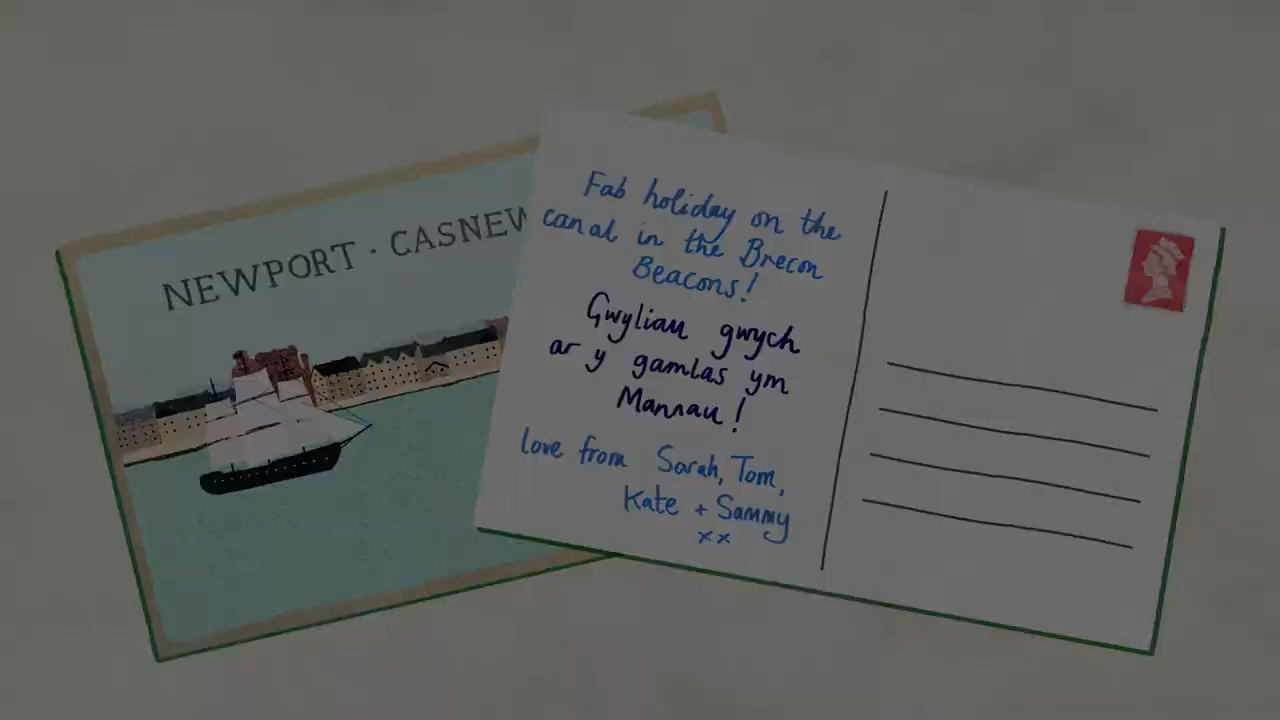 NEWPORT · CASNEW
Fab holiday on the
canal in the Brecon
Beacons!
Gwyliau gwych
ar y gamlas ym
Mannau!
love from Sarah, Tom,
Kate + Sammy
xx